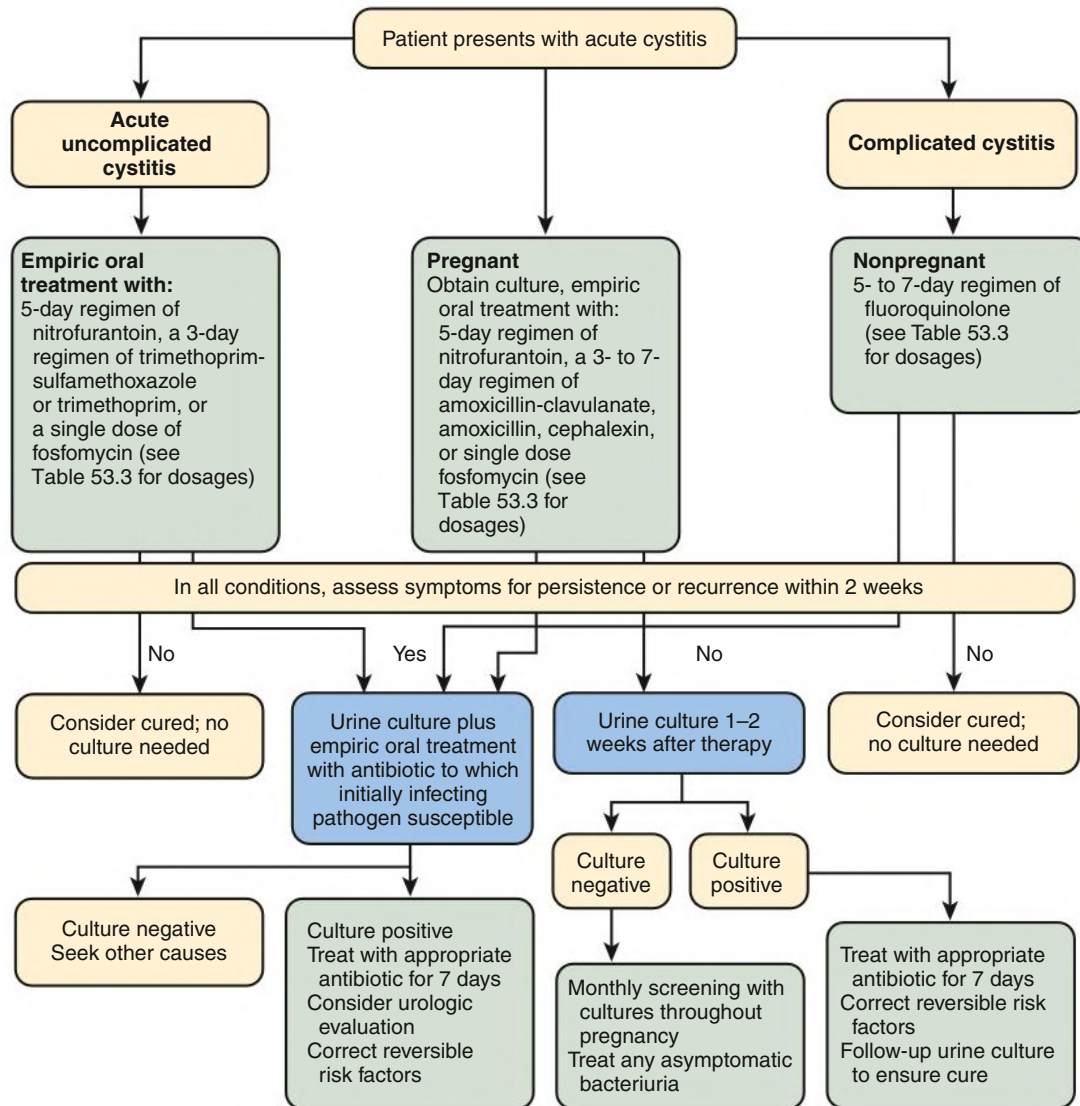 Patient presents with acute cystitis
Acute
uncomplicated
cystitis
Complicated cystitis
Empiric oral
treatment with:
5-day regimen of
nitrofurantoin, a 3-day
regimen of trimethoprim-
sulfamethoxazole
or trimethoprim, or
a single dose of
fosfomycin (see
Table 53.3 for dosages)
Pregnant
Obtain culture, empiric
oral treatment with:
5-day regimen of
nitrofurantoin, a 3- to 7-
day regimen of
amoxicillin-clavulanate,
amoxicillin, cephalexin,
or single dose
fosfomycin (see
Table 53.3 for
dosages)
Nonpregnant
5- to 7-day regimen of
fluoroquinolone
(see Table 53.3
for dosages)
In all conditions, assess symptoms for persistence or recurrence within 2 weeks
No
Yes
No
No
Consider cured; no
culture needed
Urine culture plus
empiric oral treatment
with antibiotic to which
initially infecting
pathogen susceptible
Urine culture 1–2
weeks after therapy
Consider cured;
no culture needed
Culture
negative
Culture
positive
Culture negative
Seek other causes
Culture positive
Treat with appropriate
antibiotic for 7 days
Consider urologic
evaluation
Correct reversible
risk factors
Monthly screening with
cultures throughout
pregnancy
Treat any asymptomatic
bacteriuria
Treat with appropriate
antibiotic for 7 days
Correct reversible risk
factors
Follow-up urine culture
to ensure cure